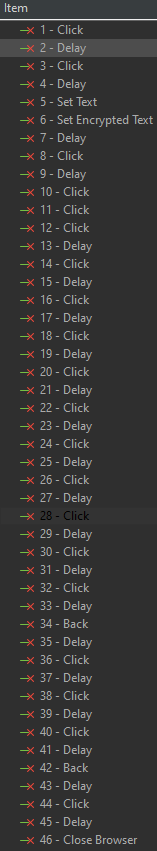 Item
1 - Click
2 - Delay
3 - Click
4 - Delay
5 - Set Text
6 - Set Encrypted Text
7 - Delay
8 - Click
9 - Delay
10 - Click
11 - Click
12 - Click
13 - Delay
14 - Click
15 - Delay
16 - Click
17 - Delay
18 - Click
19 - Delay
20 - Click
21 - Delay
22 - Click
23 - Delay
24 - Click
25 - Delay
26 - Click
27 - Delay
28 - Click
29 - Delay
30 - Click
31 - Delay
32 - Click
33 - Delay
34 - Back
35 - Delay
36 - Click
37 - Delay
38 - Click
39 - Delay
40 - Click
41 - Delay
42 - Back
43 - Delay
44 - Click
45 - Delay
46 - Close Browser